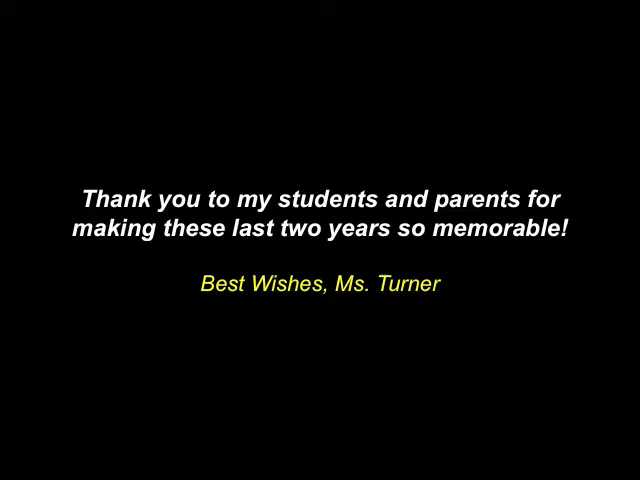 Thank you to my students and parents for
making these last two years so memorable!
Best Wishes, Ms. Turner